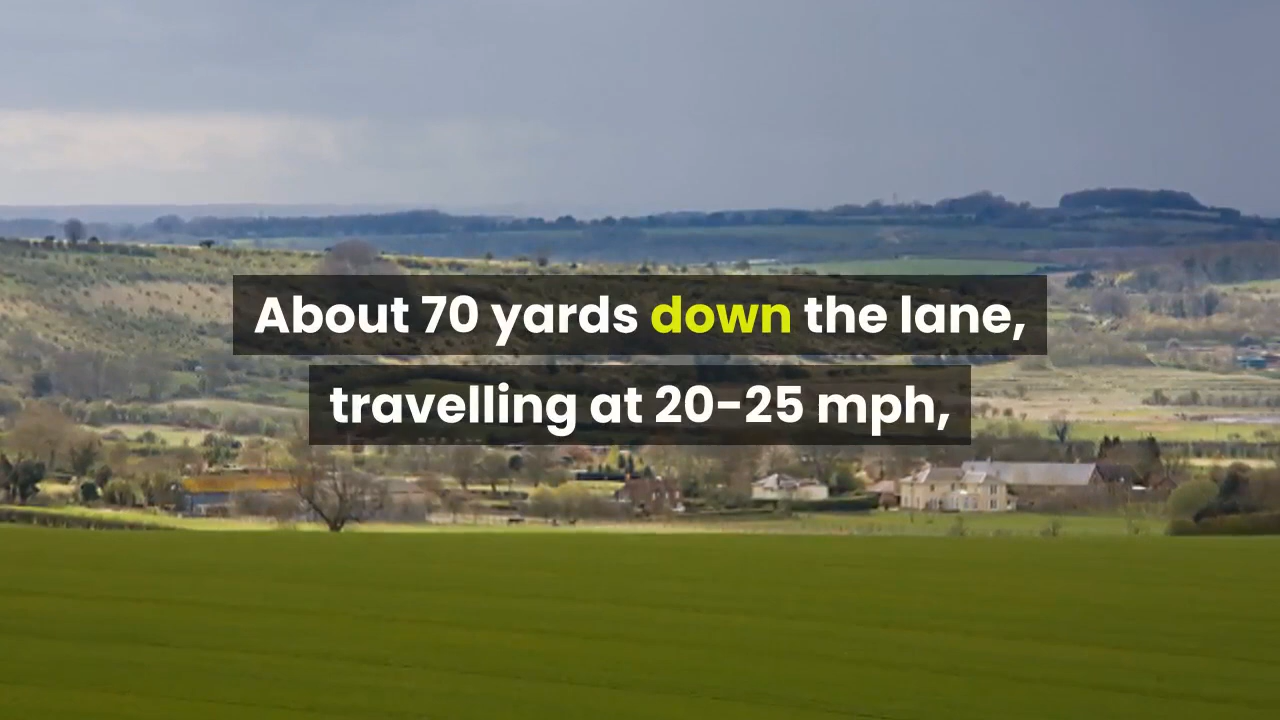 About 70 yards down the lane,
travelling at 20-25 mph,